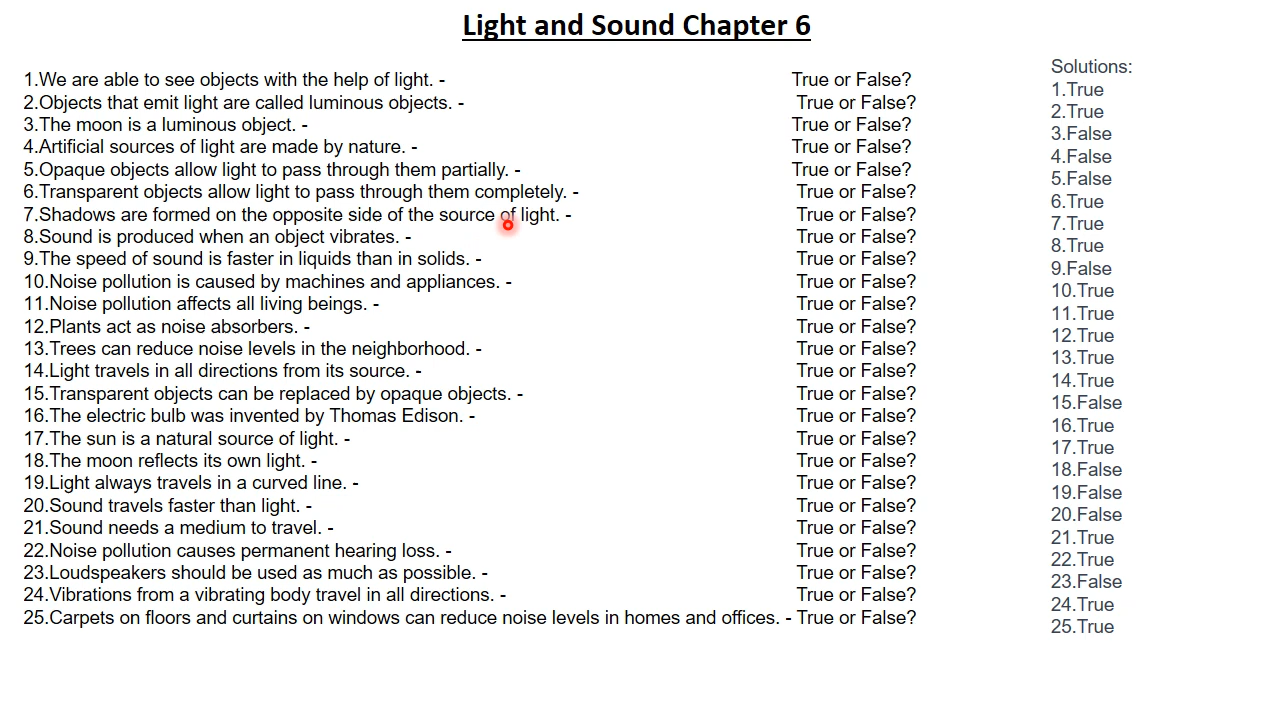 Light and Sound Chapter 6
1.We are able to see objects with the help of light. - True or False?
2.Objects that emit light are called luminous objects. - True or False?
3.The moon is a luminous object. - True or False?
4.Artificial sources of light are made by nature. - True or False?
5.Opaque objects allow light to pass through them partially. - True or False?
6.Transparent objects allow light to pass through them completely. - True or False?
7.Shadows are formed on the opposite side of the source of light. - True or False?
8.Sound is produced when an object vibrates. - True or False?
9.The speed of sound is faster in liquids than in solids. - True or False?
10.Noise pollution is caused by machines and appliances. - True or False?
11.Noise pollution affects all living beings. - True or False?
12.Plants act as noise absorbers. - True or False?
13.Trees can reduce noise levels in the neighborhood. - True or False?
14.Light travels in all directions from its source. - True or False?
15.Transparent objects can be replaced by opaque objects. - True or False?
16.The electric bulb was invented by Thomas Edison. - True or False?
17.The sun is a natural source of light. - True or False?
18.The moon reflects its own light. - True or False?
19.Light always travels in a curved line. - True or False?
20.Sound travels faster than light. - True or False?
21.Sound needs a medium to travel. - True or False?
22.Noise pollution causes permanent hearing loss. - True or False?
23.Loudspeakers should be used as much as possible. - True or False?
24.Vibrations from a vibrating body travel in all directions. - True or False?
25.Carpets on floors and curtains on windows can reduce noise levels in homes and offices. - True or False?
Solutions:
1.True
2.True
3.False
4.False
5.False
6.True
7.True
8.True
9.False
10.True
11.True
12.True
13.True
14.True
15.False
16.True
17.True
18.False
19.False
20.False
21.True
22.True
23.False
24.True
25.True